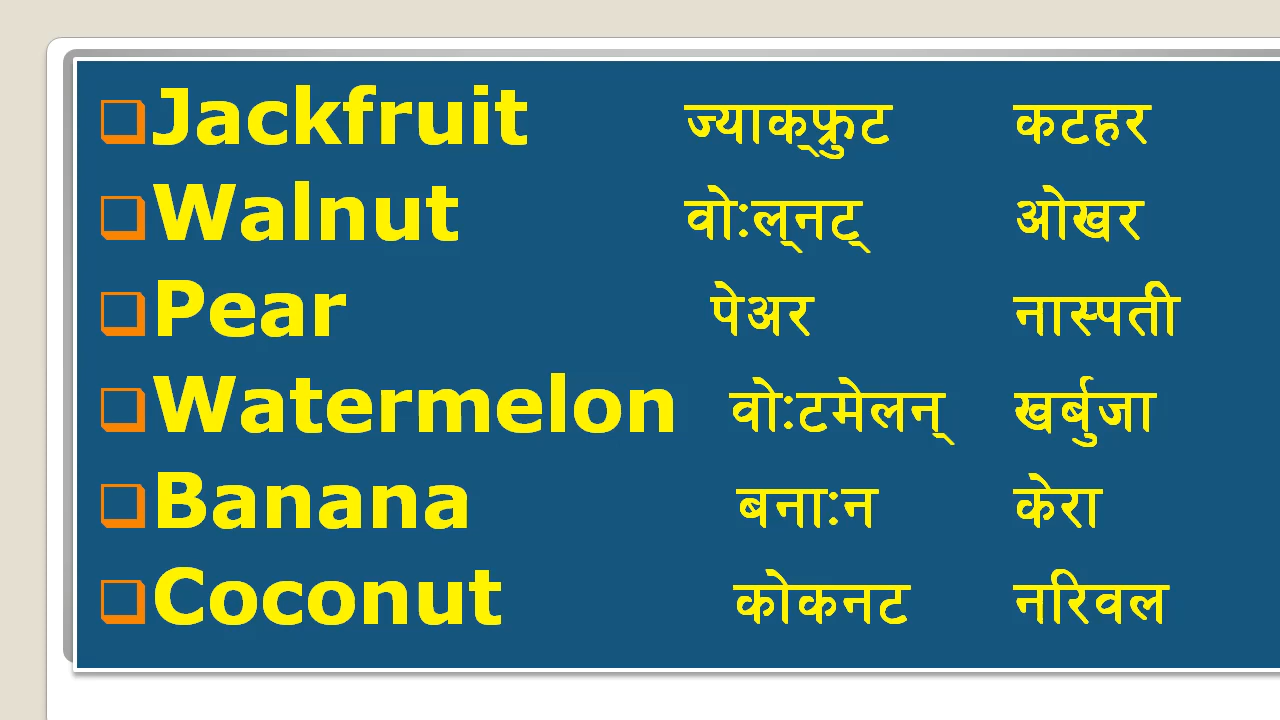 Jackfruit ज्याक्फ्रुट कटहर
Walnut वोःल्नट् ओखर
Pear पेअर नास्पती
Watermelon वोःटमेलन् खर्बुजा
Banana बनाःन केरा
Coconut कोकनट नरिवल